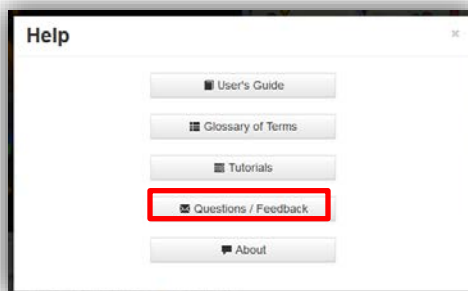 Help
User's Guide
Glossary of Terms
Tutorials
Questions / Feedback
About